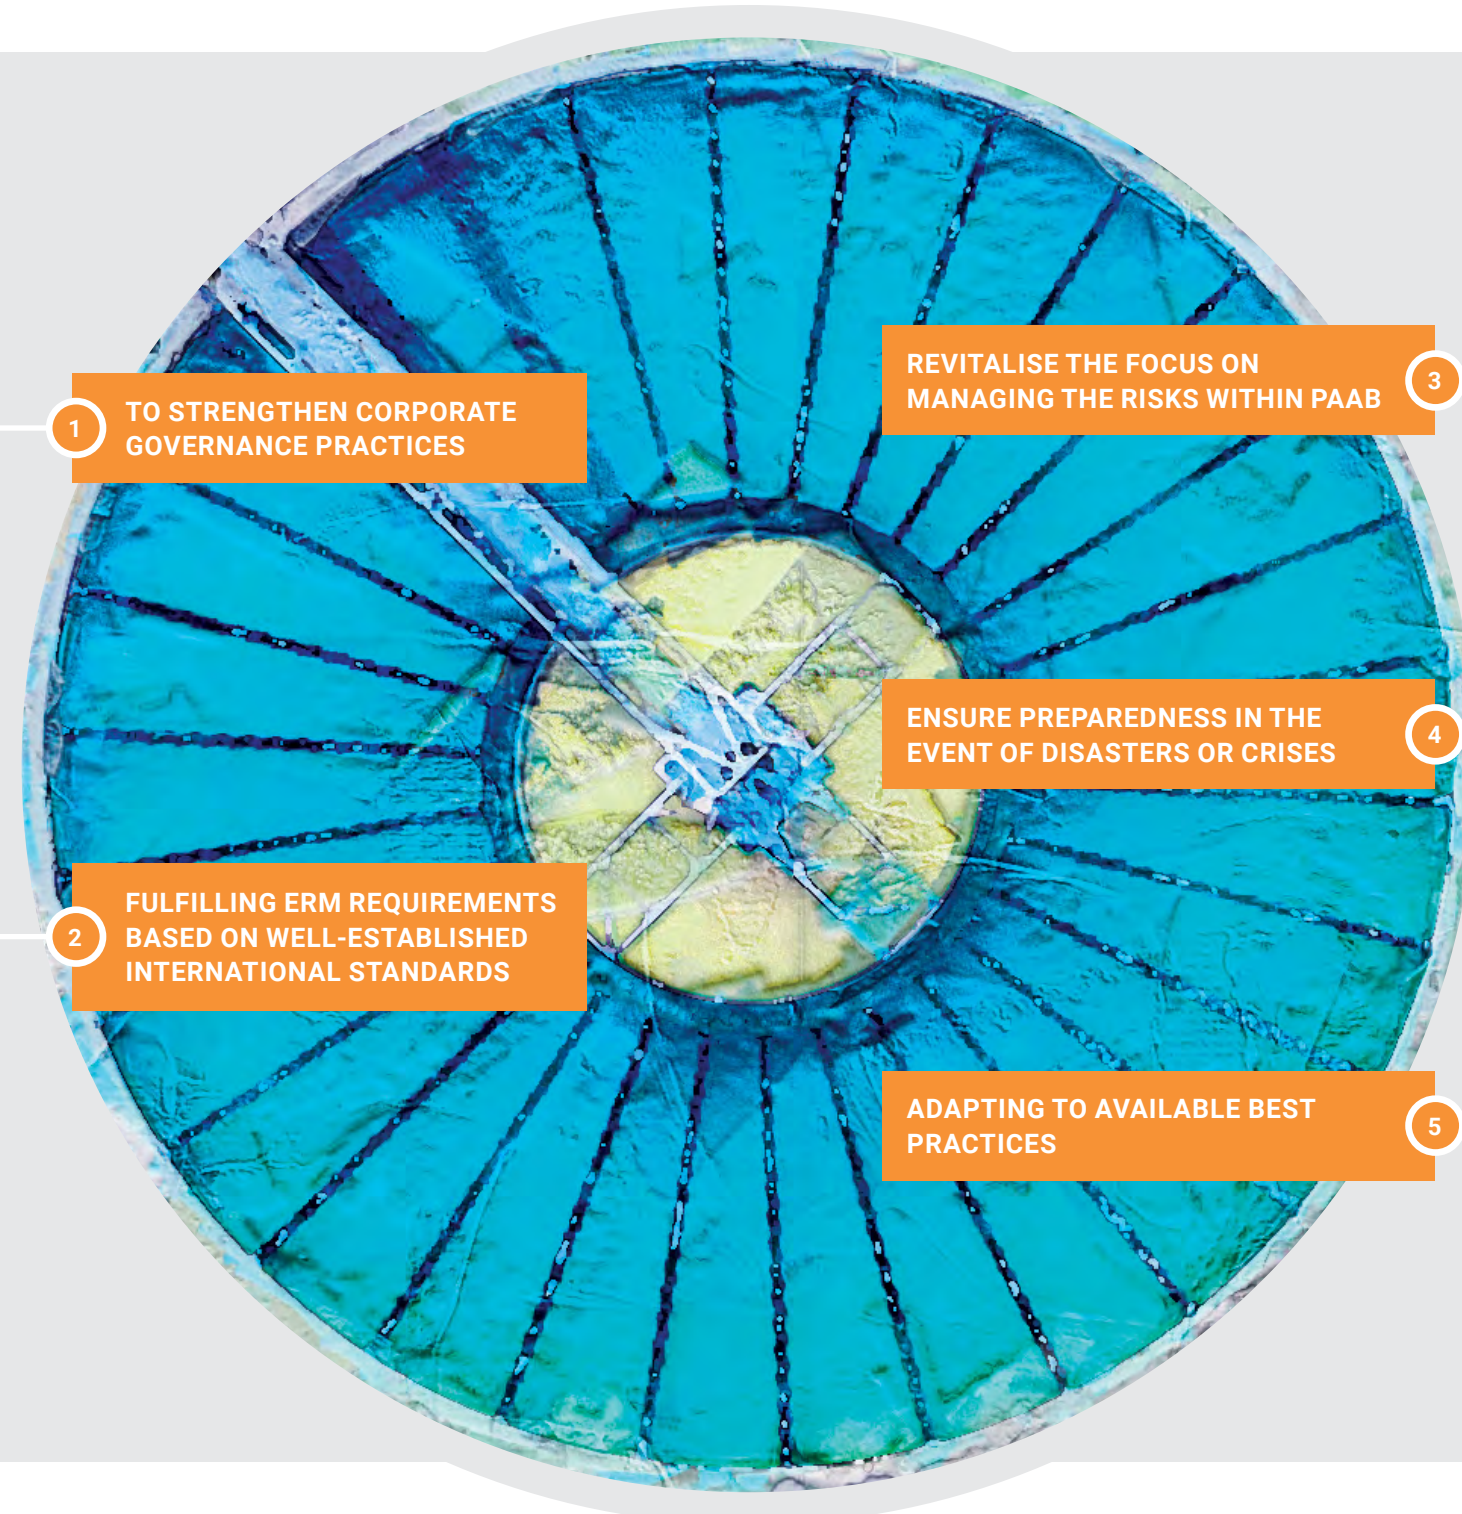 1
TO STRENGTHEN CORPORATE
GOVERNANCE PRACTICES
2
FULFILLING ERM REQUIREMENTS
BASED ON WELL-ESTABLISHED
INTERNATIONAL STANDARDS
REVITALISE THE FOCUS ON
MANAGING THE RISKS WITHIN PAAB
3
ENSURE PREPAREDNESS IN THE
EVENT OF DISASTERS OR CRISES
4
ADAPTING TO AVAILABLE BEST
PRACTICES
5